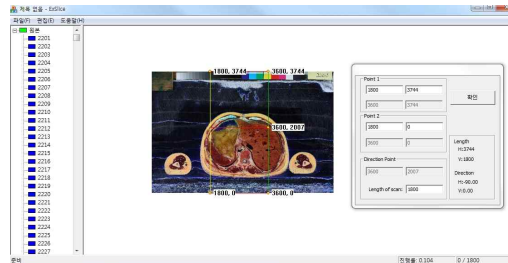 제목 없음 - ExSlice
파일(F) 편집(E) 도움말(H)
원본
2201
2202
2203
2204
2205
2206
2207
2208
2209
2210
2211
2212
2213
2214
2215
2216
2217
2218
2219
2220
2221
2222
2223
2224
2225
2226
2227
1800, 3744 3600, 3744
3600, 2007
1800, 0 3600, 0
Point 1
1800 3744
확인
3600 3744
Point 2
1800 0
3600 0
Length
H:3744
V:1800
Direction Point
3600 2007
Direction
H:-90.00
V:0.00
Length of scan: 1800
준비
진행률: 0.104 0 / 1800